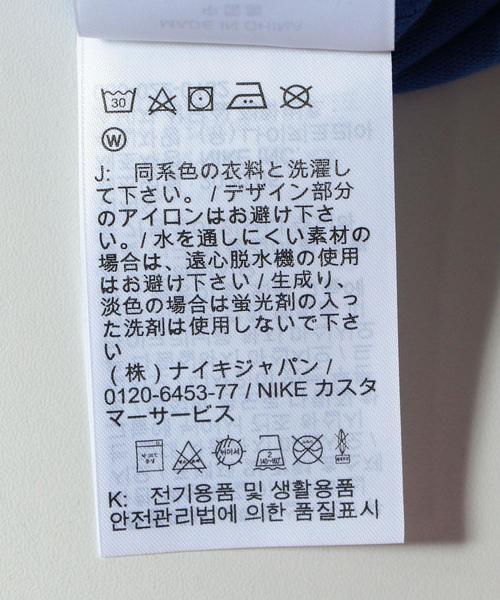 30
W
J: 同系色の衣料と洗濯し
て下さい。 / デザイン部分
のアイロンはお避け下さ
い。/ 水を通しにくい素材の
場合は、遠心脱水機の使用
はお避け下さい / 生成り、
淡色の場合は蛍光剤の入っ
た洗剤は使用しないで下さ
い
(株) ナイキジャパン /
0120-6453-77 / NIKE カスタ
マーサービス
K: 전기용품 및 생활용품
안전관리법에 의한 품질표시